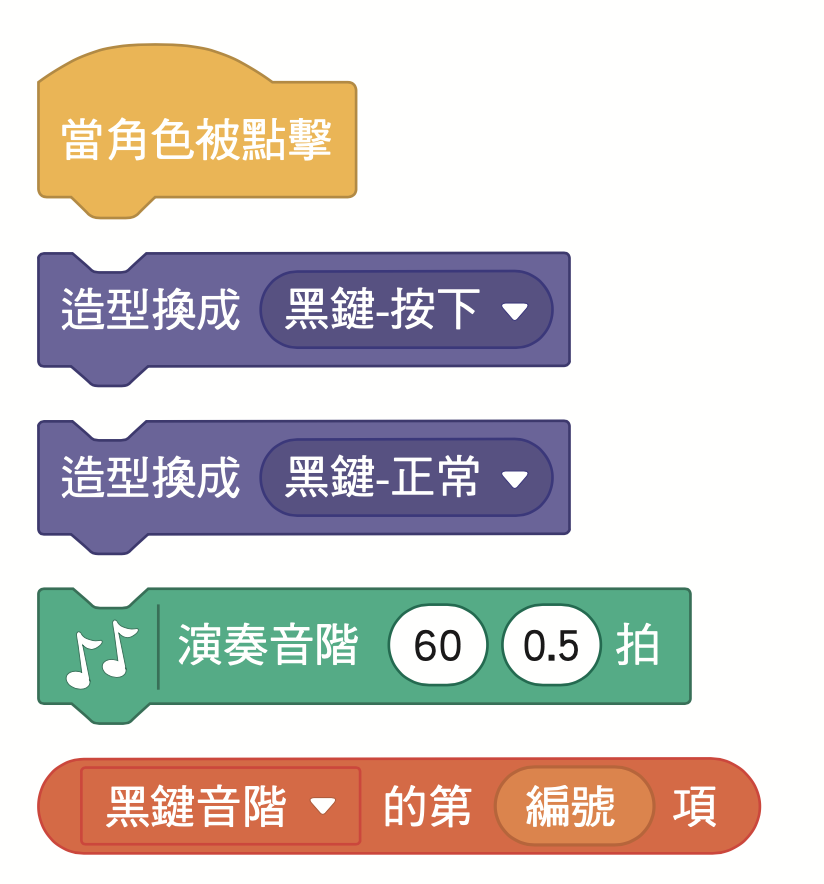 當角色被點擊
造型換成 黑鍵-按下
造型換成 黑鍵-正常
演奏音階 60 0.5 拍
黑鍵音階 的第 編號 項